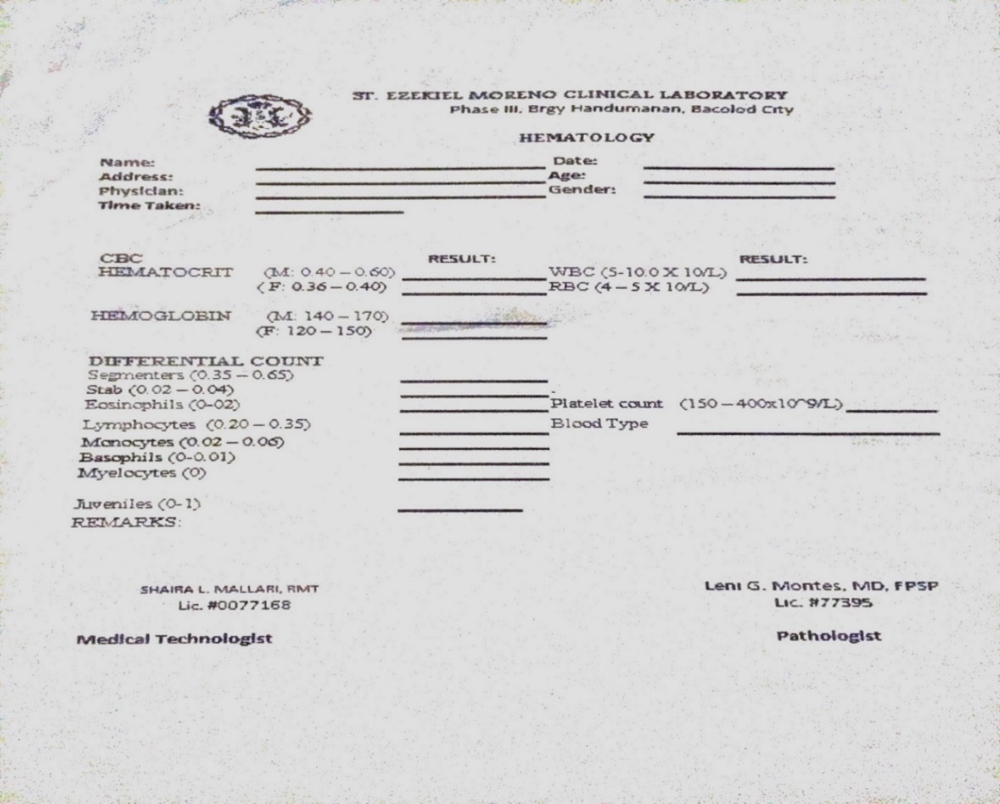 ST. EZEKIEL MORENO CLINICAL LABORATORY
Phase III, Brgy Handumanan, Bacolod City
HEMATOLOGY
Name: Date:
Address: Age:
Physician: Gender:
Time Taken:
CBC RESULT: RESULT:
HEMATOCRIT (M: 0.40 – 0.60) WBC (5-10.0 X 10/L)
( F: 0.36 – 0.40) RBC (4 – 5 X 10/L)
HEMOGLOBIN (M: 140 – 170)
(F: 120 – 150)
DIFFERENTIAL COUNT
Segmenters (0.35 – 0.65)
Stab (0.02 – 0.04)
Eosinophils (0-02) Platelet count (150 – 400x10^9/L)
Lymphocytes (0.20 – 0.35) Blood Type
Monocytes (0.02 – 0.06)
Basophils (0-0.01)
Myelocytes (0)
Juveniles (0-1)
REMARKS:
SHAIRA L. MALLARI, RMT Leni G. Montes, MD, FPSP
Lic. #0077168 Lic. #77395
Medical Technologist Pathologist